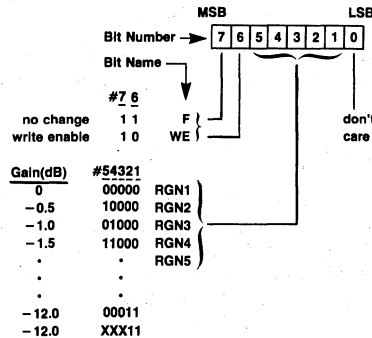 MSB LSB
Bit Number 7 6 5 4 3 2 1 0
Bit Name
#7 6
no change 1 1 F don't
write enable 1 0 WE care
Gain(dB) #54321
0 00000 RGN1
-0.5 10000 RGN2
-1.0 01000 RGN3
-1.5 11000 RGN4
. . RGN5
. .
. .
-12.0 00011
-12.0 XXX11